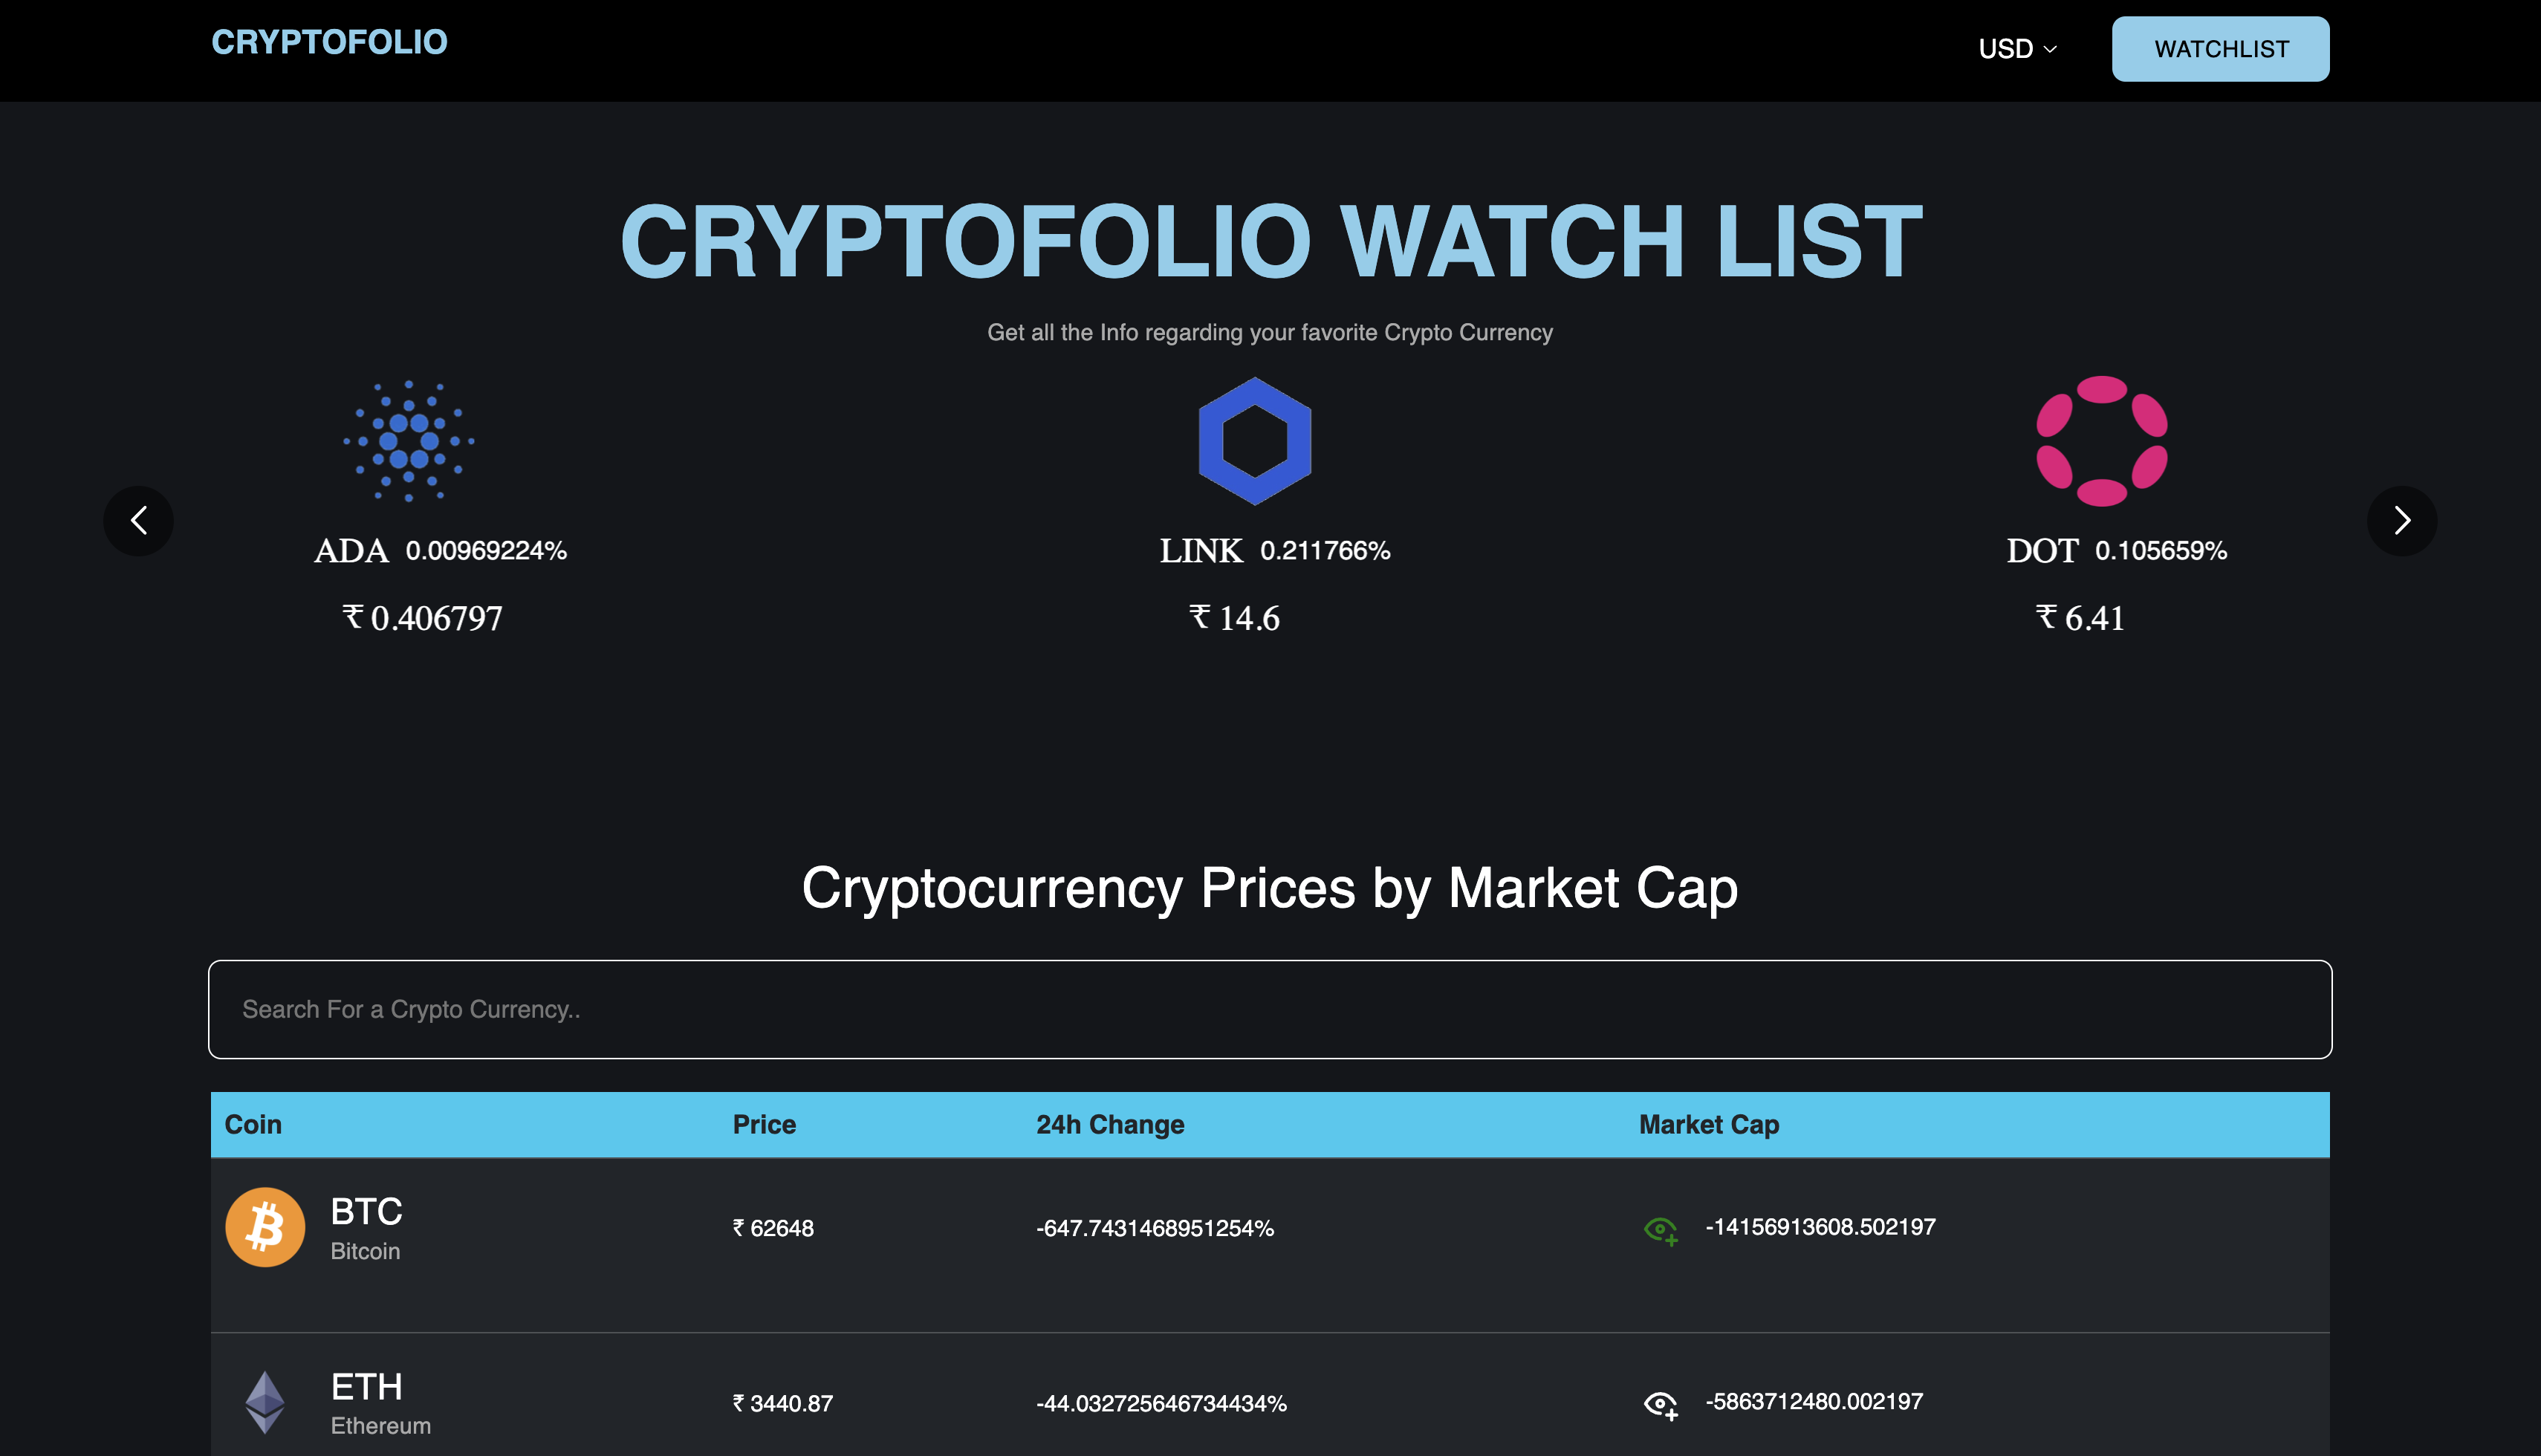 CRYPTOFOLIO
USD
WATCHLIST
CRYPTOFOLIO WATCH LIST
Get all the Info regarding your favorite Crypto Currency
ADA 0.00969224%
₹ 0.406797
LINK 0.211766%
₹ 14.6
DOT 0.105659%
₹ 6.41
Cryptocurrency Prices by Market Cap
Search For a Crypto Currency..
Coin Price 24h Change Market Cap
BTC
Bitcoin
₹ 62648
-647.7431468951254%
-14156913608.502197
ETH
Ethereum
₹ 3440.87
-44.032725646734434%
-5863712480.002197